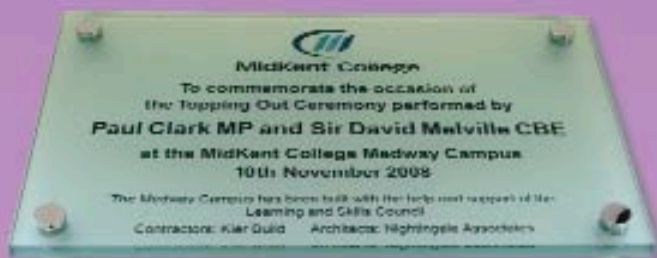 MidKent College
To commemorate the occasion of
the Topping Out Ceremony performed by
Paul Clark MP and Sir David Melville CBE
at the MidKent College Medway Campus
10th November 2008
The Medway Campus has been built with the help and support of the
Learning and Skills Council
Contractors: Kier Build Architects: Nightingale Associates